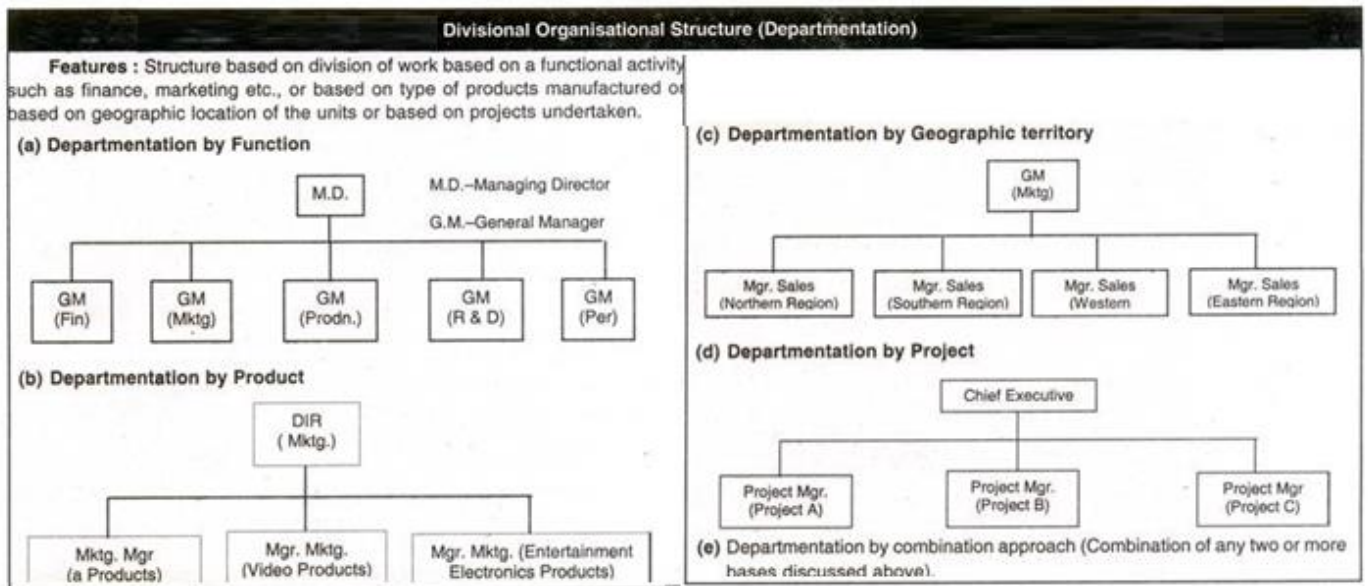 Divisional Organisational Structure (Departmentation)
Features : Structure based on division of work based on a functional activity
such as finance, marketing etc., or based on type of products manufactured or
based on geographic location of the units or based on projects undertaken.
(a) Departmentation by Function
M.D.
M.D.–Managing Director
G.M.–General Manager
GM
(Fin)
GM
(Mktg)
GM
(Prodn.)
GM
(R & D)
GM
(Per)
(b) Departmentation by Product
DIR
( Mktg.)
Mktg. Mgr
(a Products)
Mgr. Mktg.
(Video Products)
Mgr. Mktg. (Entertainment
Electronics Products)
(c) Departmentation by Geographic territory
GM
(Mktg)
Mgr. Sales
(Northern Region)
Mgr. Sales
(Southern Region)
Mgr. Sales
(Western
Mgr. Sales
(Eastern Region)
(d) Departmentation by Project
Chief Executive
Project Mgr.
(Project A)
Project Mgr.
(Project B)
Project Mgr
(Project C)
(e) Departmentation by combination approach (Combination of any two or more
bases discussed above).